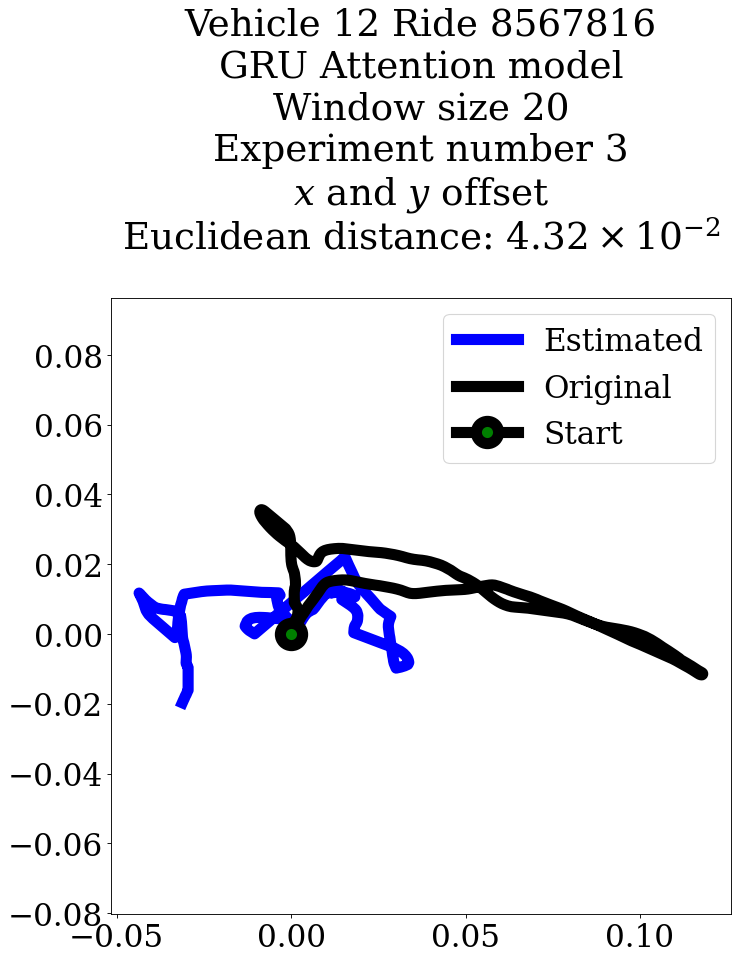 Vehicle 12 Ride 8567816
GRU Attention model
Window size 20
Experiment number 3
x and y offset
Euclidean distance: 4.32 × 10⁻²
Estimated
Original
Start
0.08
0.06
0.04
0.02
0.00
−0.02
−0.04
−0.06
−0.08
−0.05 0.00 0.05 0.10